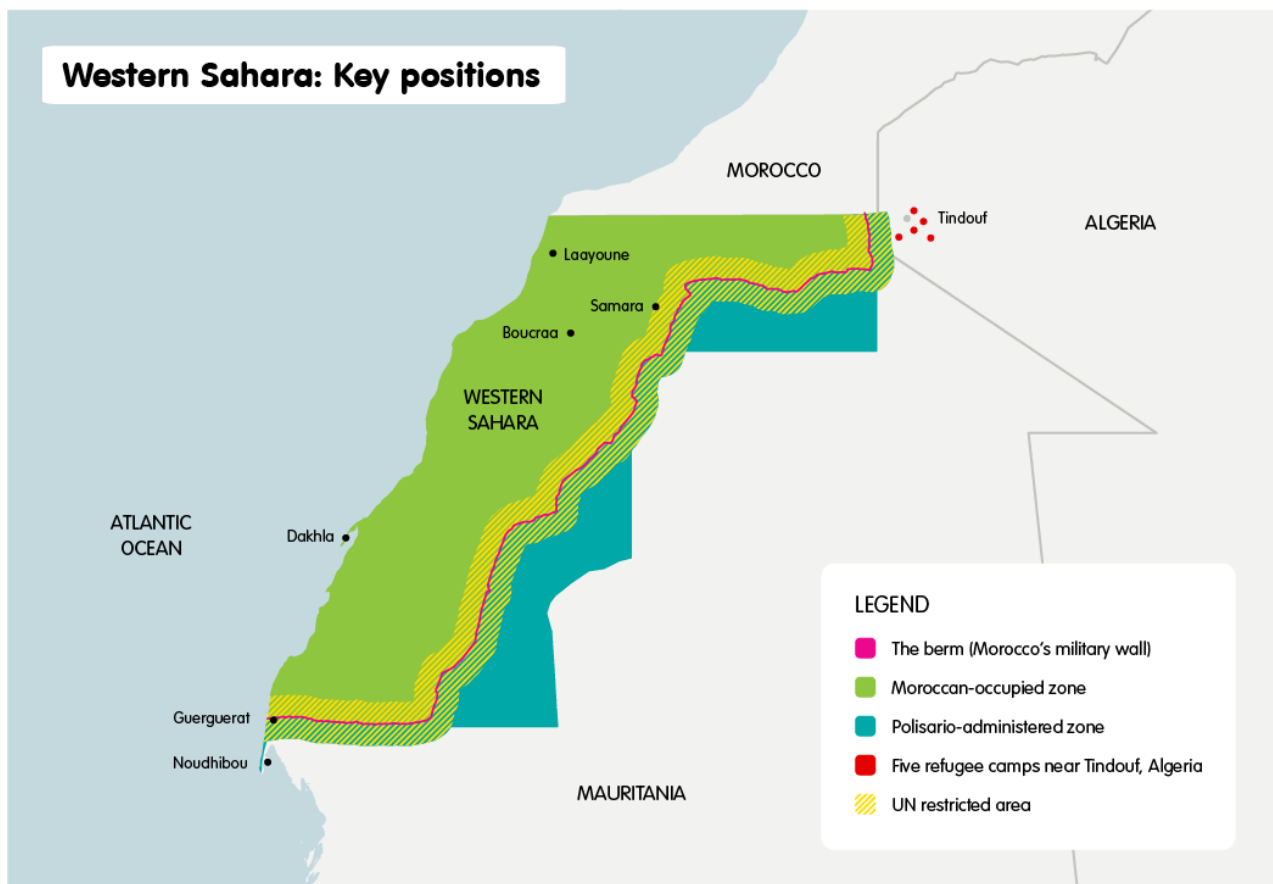 Western Sahara: Key positions
MOROCCO
Tindouf
ALGERIA
Laayoune
Samara
Boucraa
WESTERN
SAHARA
ATLANTIC
OCEAN
Dakhla
Guerguerat
Noudhibou
MAURITANIA
LEGEND
The berm (Morocco's military wall)
Moroccan-occupied zone
Polisario-administered zone
Five refugee camps near Tindouf, Algeria
UN restricted area